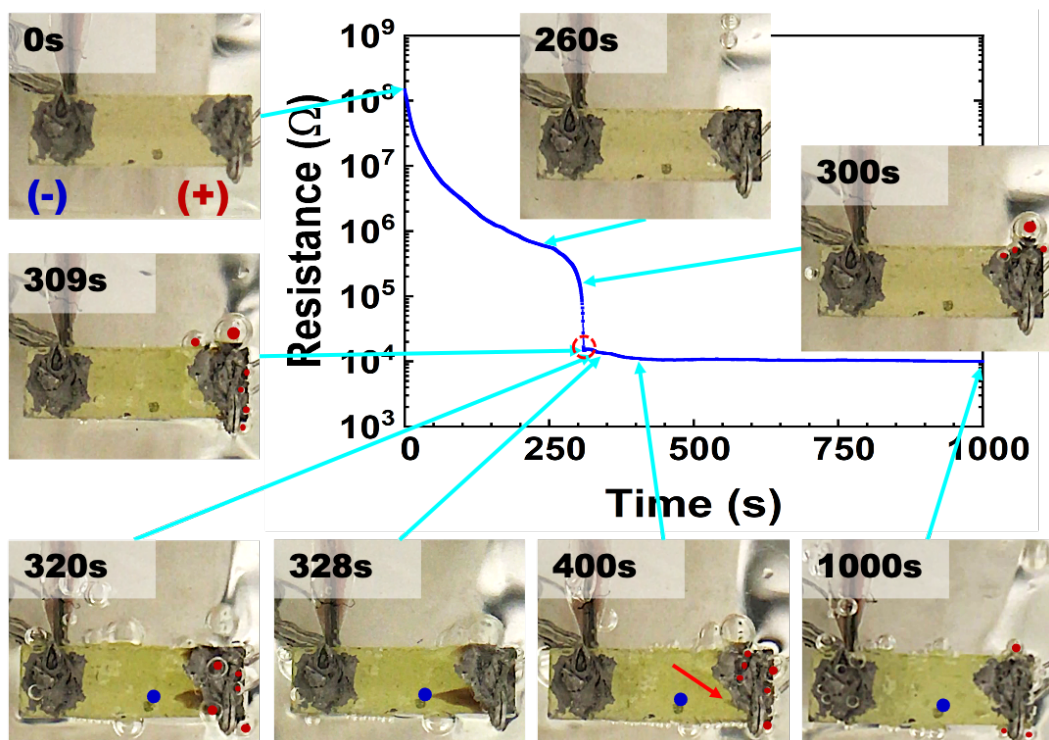 0s
(-) (+)
260s
300s
309s
320s
328s
400s
1000s
Resistance (Ω)
10⁹
10⁸
10⁷
10⁶
10⁵
10⁴
10³
0 250 500 750 1000
Time (s)